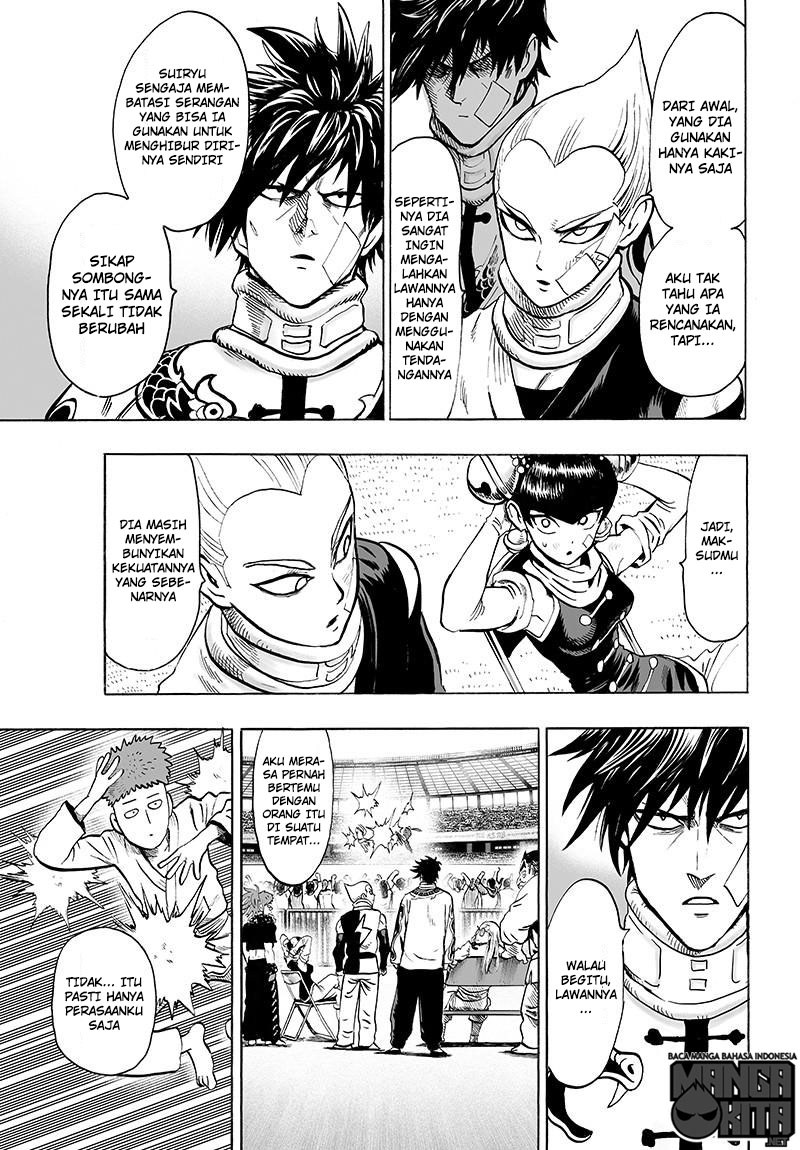 DARI AWAL,
YANG DIA
GUNAKAN
HANYA KAKI-
NYA SAJA
AKU TAK
TAHU APA
YANG IA
RENCANAKAN,
TAPI...
SEPERTI-
NYA DIA
SANGAT
INGIN
MENGA-
LAHKAN
LAWANNYA
HANYA
DENGAN
MENGGU-
NAKAN
TENDA-
NGANNYA
SUIRYU
SENGAJA MEM-
BATASI SERANGAN
YANG BISA IA
GUNAKAN UNTUK
MENGHIBUR DIRI-
NYA SENDIRI
SIKAP
SOMBONG-
NYA ITU SAMA
SEKALI TIDAK
BERUBAH
JADI,
MAK-
SUDMU
...
DIA MASIH
MENYEM-
BUNYIKAN
KEKUATANNYA
YANG SEBE-
NARNYA
WALAU
BEGITU,
LAWANNYA
...
AKU MERA-
SA PERNAH
BERTEMU
DENGAN
ORANG ITU
DI SUATU
TEMPAT...
TIDAK... ITU
PASTI HANYA
PERASAANKU
SAJA
BACA MANGA BAHASA INDONESIA
MANGA
KITA
.NET